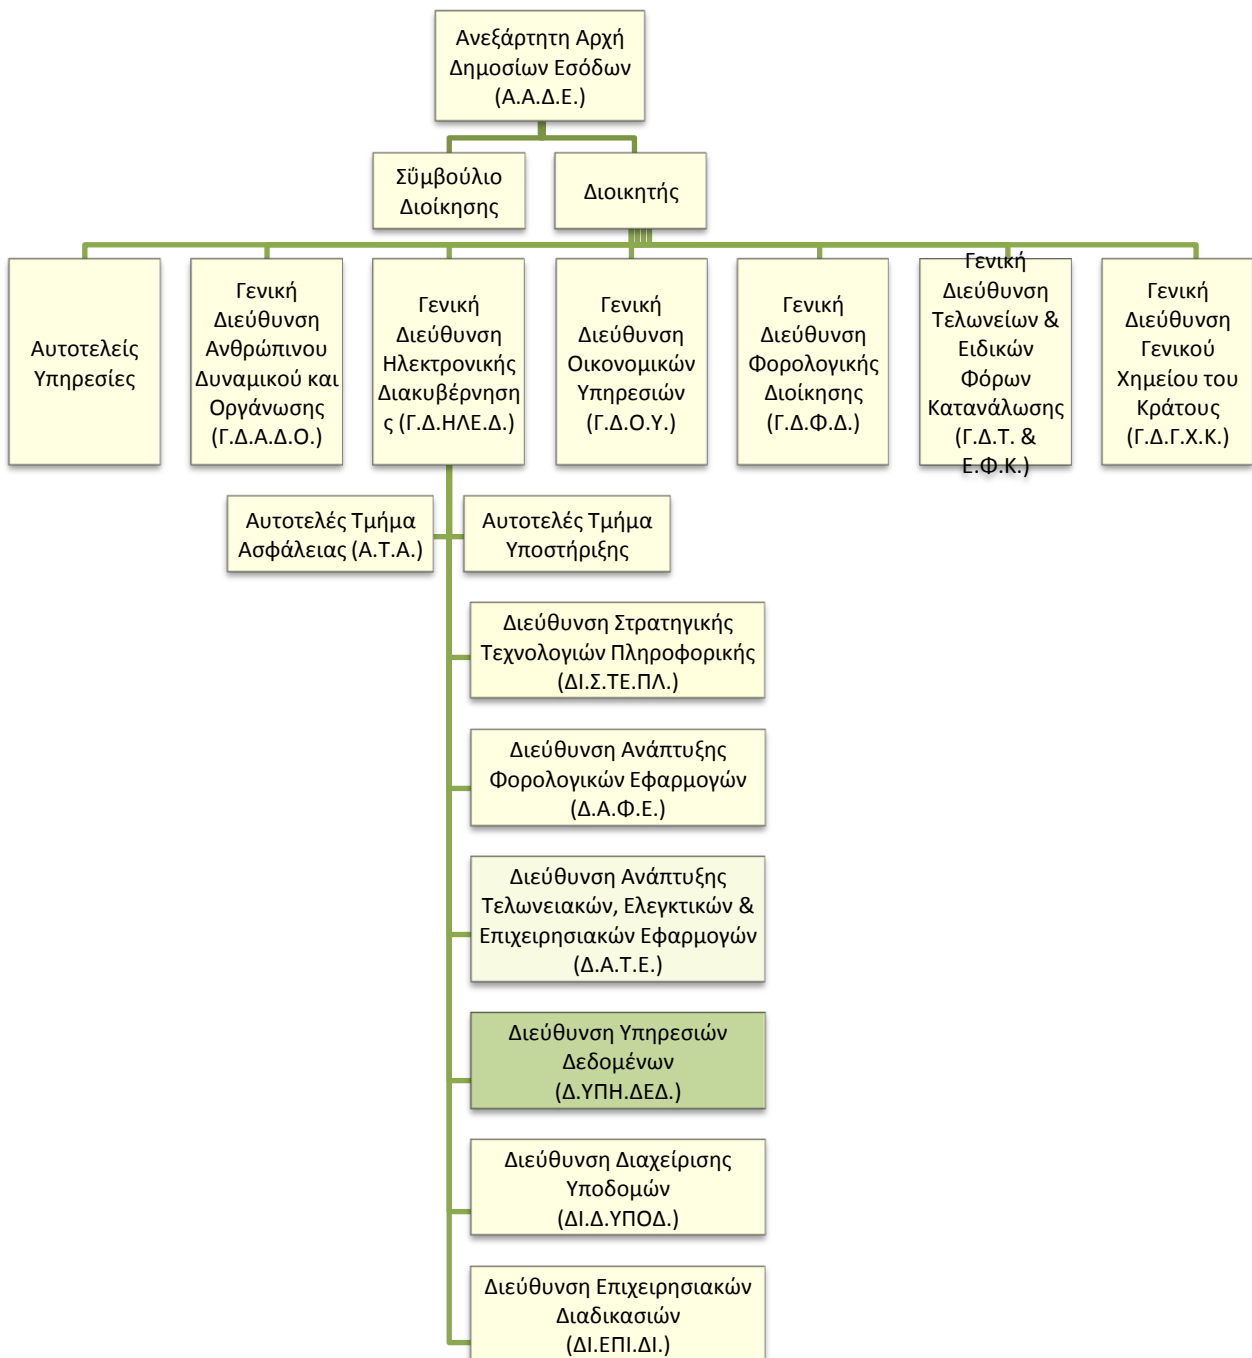 Ανεξάρτητη Αρχή
Δημοσίων Εσόδων
(Α.Α.Δ.Ε.)
Σΰμβούλιο
Διοίκησης
Διοικητής
Αυτοτελείς
Υπηρεσίες
Γενική
Διεύθυνση
Ανθρώπινου
Δυναμικού και
Οργάνωσης
(Γ.Δ.Α.Δ.Ο.)
Γενική
Διεύθυνση
Ηλεκτρονικής
Διακυβέρνηση
ς (Γ.Δ.ΗΛΕ.Δ.)
Γενική
Διεύθυνση
Οικονομικών
Υπηρεσιών
(Γ.Δ.Ο.Υ.)
Γενική
Διεύθυνση
Φορολογικής
Διοίκησης
(Γ.Δ.Φ.Δ.)
Γενική
Διεύθυνση
Τελωνείων &
Ειδικών
Φόρων
Κατανάλωσης
(Γ.Δ.Τ. &
Ε.Φ.Κ.)
Γενική
Διεύθυνση
Γενικού
Χημείου του
Κράτους
(Γ.Δ.Γ.Χ.Κ.)
Αυτοτελές Τμήμα
Ασφάλειας (Α.Τ.Α.)
Αυτοτελές Τμήμα
Υποστήριξης
Διεύθυνση Στρατηγικής
Τεχνολογιών Πληροφορικής
(ΔΙ.Σ.ΤΕ.ΠΛ.)
Διεύθυνση Ανάπτυξης
Φορολογικών Εφαρμογών
(Δ.Α.Φ.Ε.)
Διεύθυνση Ανάπτυξης
Τελωνειακών, Ελεγκτικών &
Επιχειρησιακών Εφαρμογών
(Δ.Α.Τ.Ε.)
Διεύθυνση Υπηρεσιών
Δεδομένων
(Δ.ΥΠΗ.ΔΕΔ.)
Διεύθυνση Διαχείρισης
Υποδομών
(ΔΙ.Δ.ΥΠΟΔ.)
Διεύθυνση Επιχειρησιακών
Διαδικασιών
(ΔΙ.ΕΠΙ.ΔΙ.)